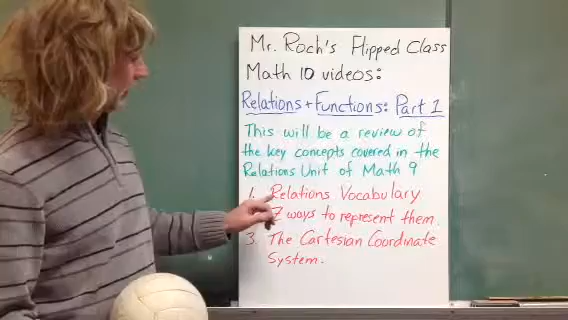 Mr. Roch's Flipped Class
Math 10 videos:
Relations + Functions: Part 1
This will be a review of
the key concepts covered in the
Relations Unit of Math 9
1. Relations Vocabulary
7 ways to represent them.
3. The Cartesian Coordinate
System.